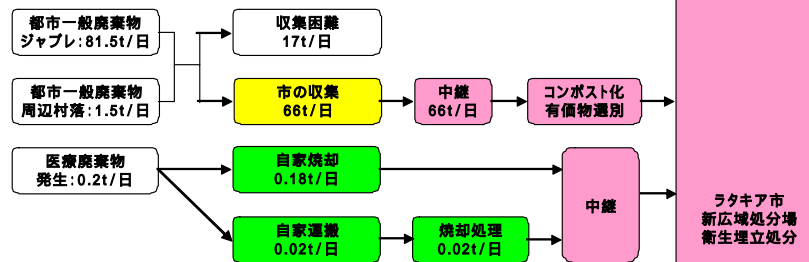 都市一般廃棄物
ジャブレ：81.5t/日
収集困難
17t/日
都市一般廃棄物
周辺村落：1.5t/日
市の収集
66t/日
中継
66t/日
コンポスト化
有価物選別
医療廃棄物
発生：0.2t/日
自家焼却
0.18t/日
自家運搬
0.02t/日
焼却処理
0.02t/日
中継
ラタキア市
新広域処分場
衛生埋立処分